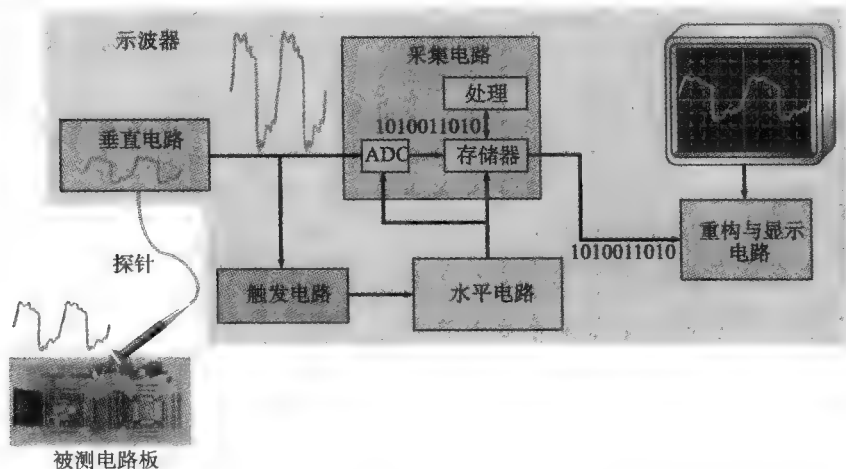 示波器
采集电路
处理
1010011010
垂直电路
ADC
存储器
重构与显示
电路
1010011010
探针
触发电路
水平电路
被测电路板